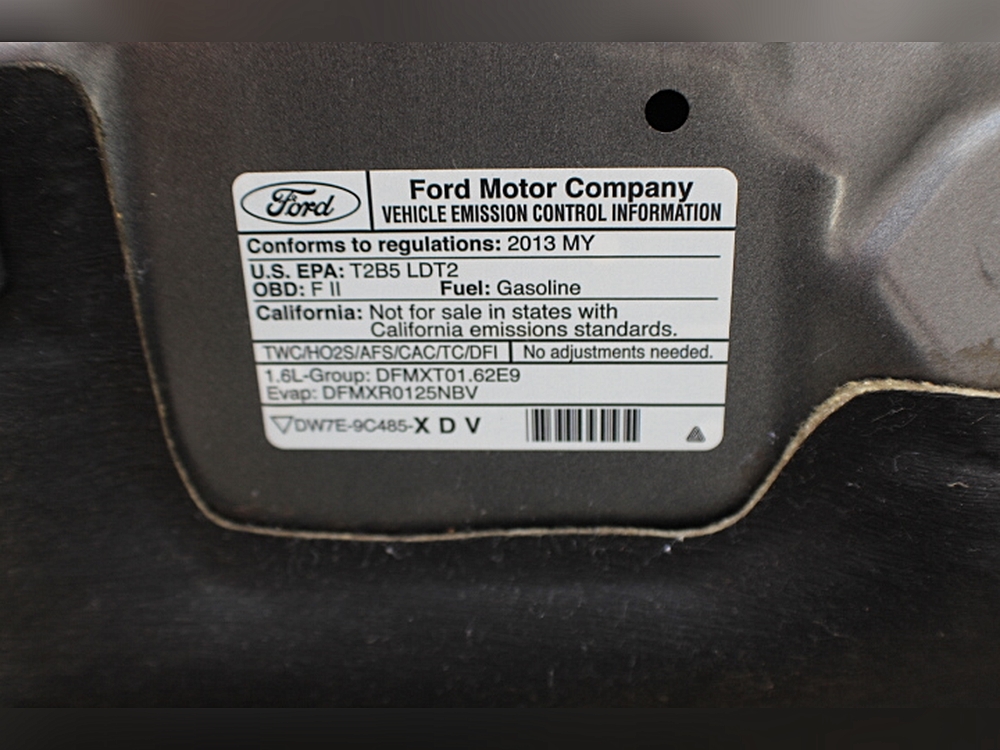 Ford
Ford Motor Company
VEHICLE EMISSION CONTROL INFORMATION
Conforms to regulations: 2013 MY
U.S. EPA: T2B5 LDT2
OBD: F II Fuel: Gasoline
California: Not for sale in states with
California emissions standards.
TWC/HO2S/AFS/CAC/TC/DFI No adjustments needed.
1.6L-Group: DFMXT01.62E9
Evap: DFMXR0125NBV
DW7E-9C485-X D V